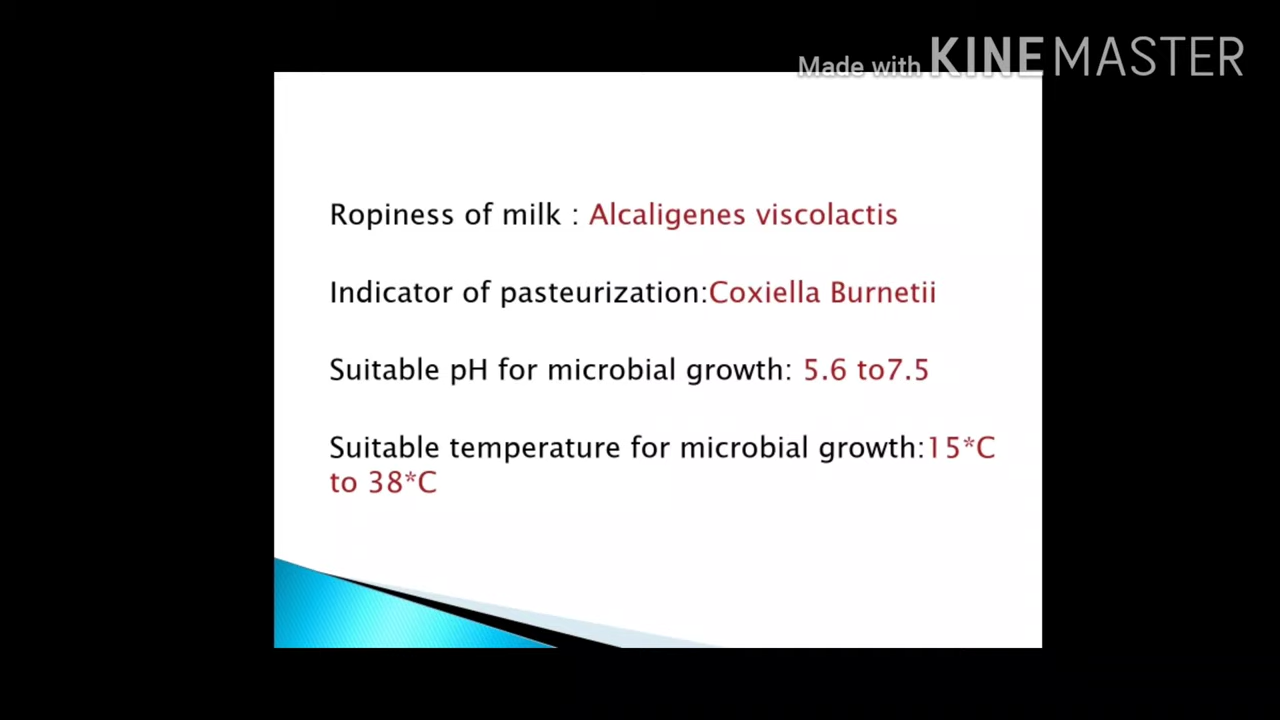 Made with KINEMASTER
Ropiness of milk : Alcaligenes viscolactis
Indicator of pasteurization:Coxiella Burnetii
Suitable pH for microbial growth: 5.6 to7.5
Suitable temperature for microbial growth:15*C
to 38*C